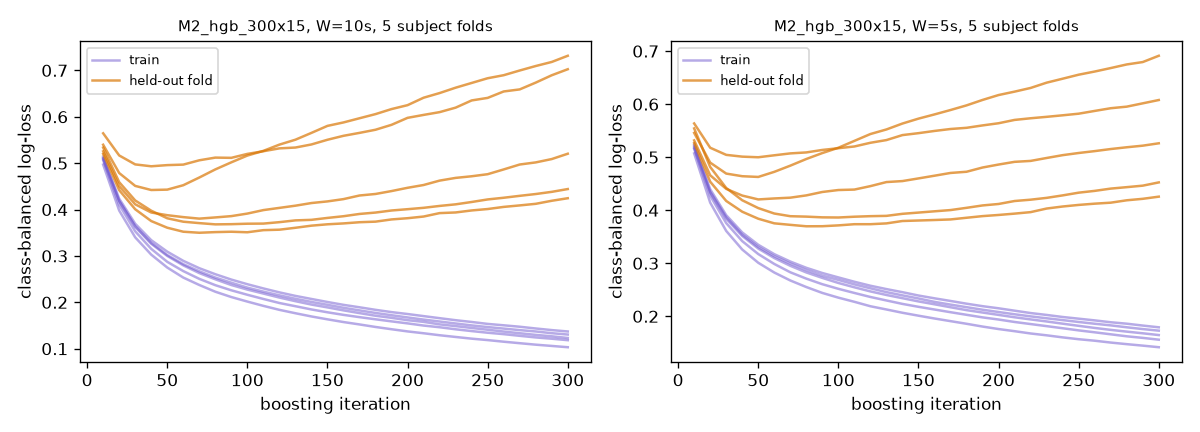 M2_hgb_300x15, W=10s, 5 subject folds
train
held-out fold
class-balanced log-loss
0.7
0.6
0.5
0.4
0.3
0.2
0.1
0 50 100 150 200 250 300
boosting iteration
M2_hgb_300x15, W=5s, 5 subject folds
train
held-out fold
class-balanced log-loss
0.7
0.6
0.5
0.4
0.3
0.2
0 50 100 150 200 250 300
boosting iteration